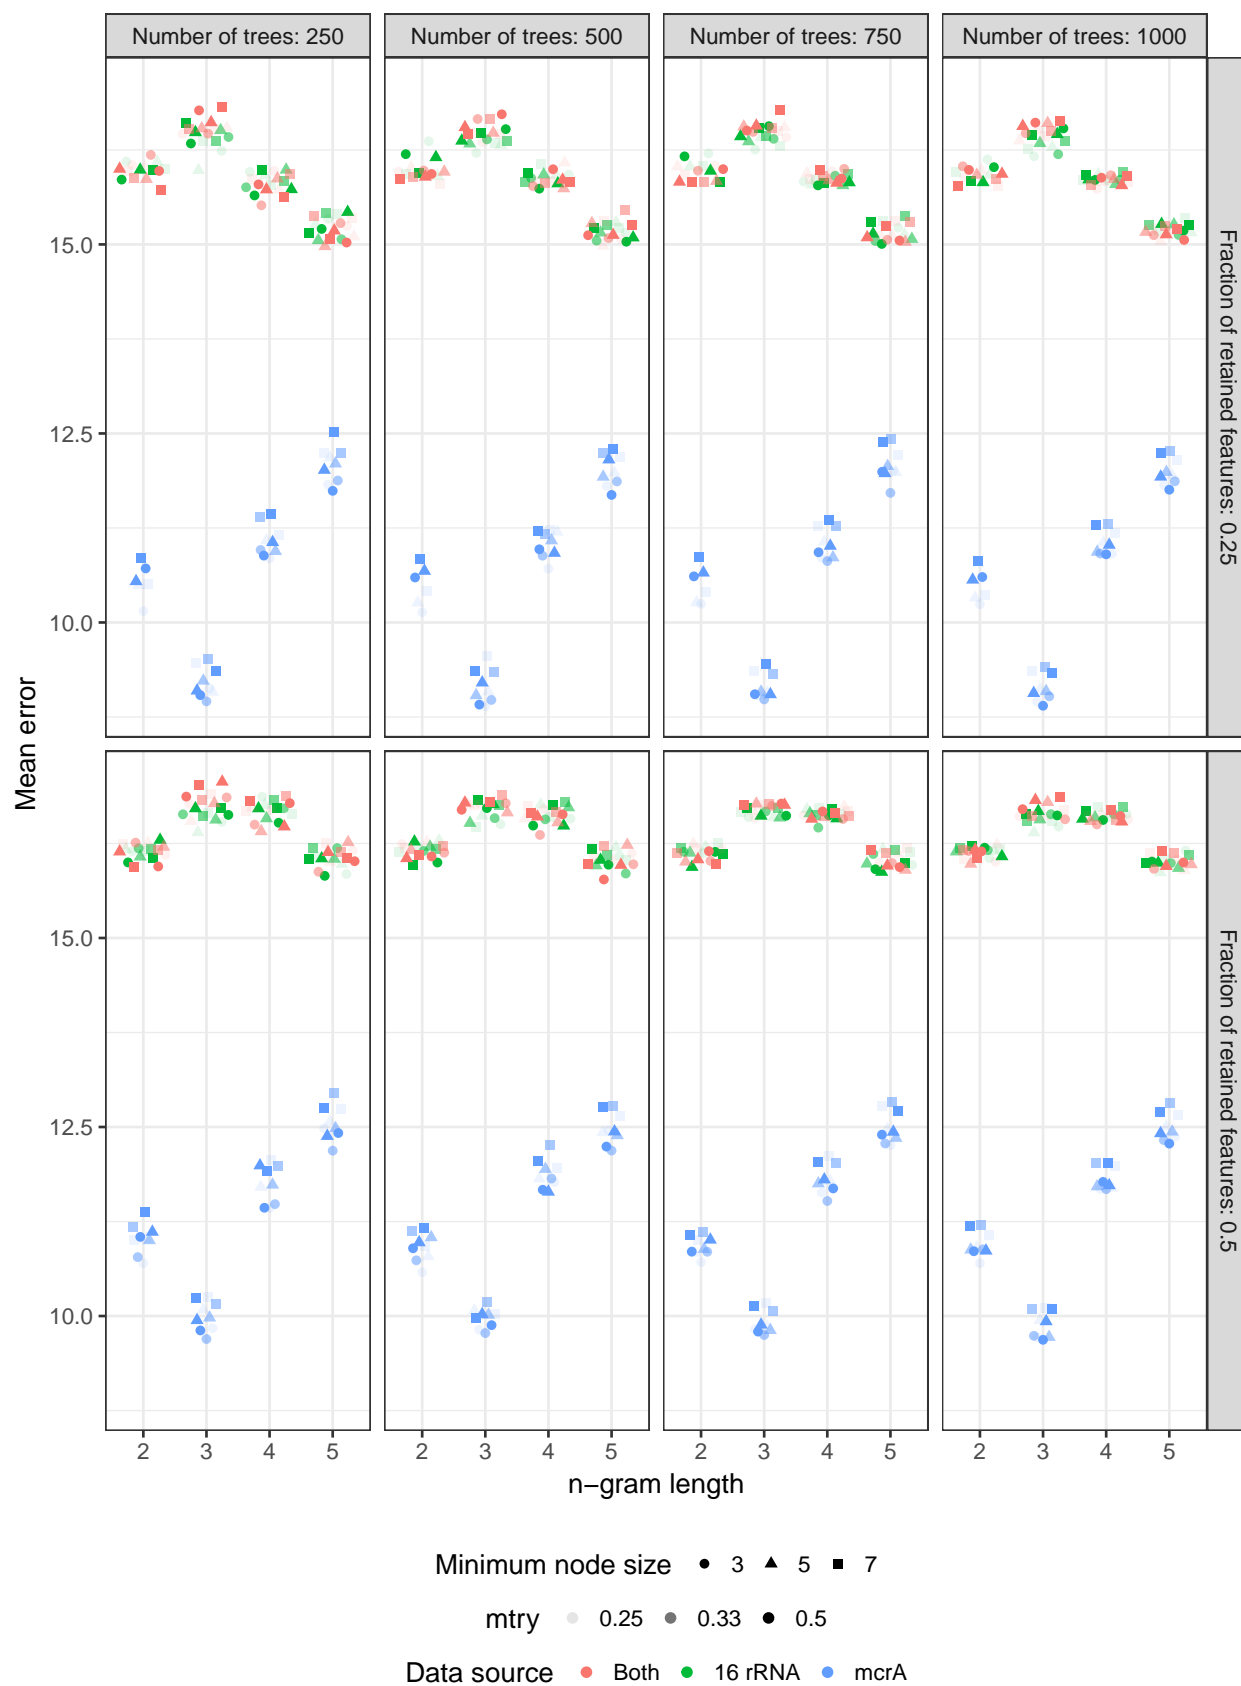 Number of trees: 250
Number of trees: 500
Number of trees: 750
Number of trees: 1000
Mean error
15.0
12.5
10.0
Fraction of retained features: 0.25
15.0
12.5
10.0
Fraction of retained features: 0.5
2 3 4 5
2 3 4 5
2 3 4 5
2 3 4 5
n−gram length
Minimum node size 3 5 7
mtry 0.25 0.33 0.5
Data source Both 16 rRNA mcrA